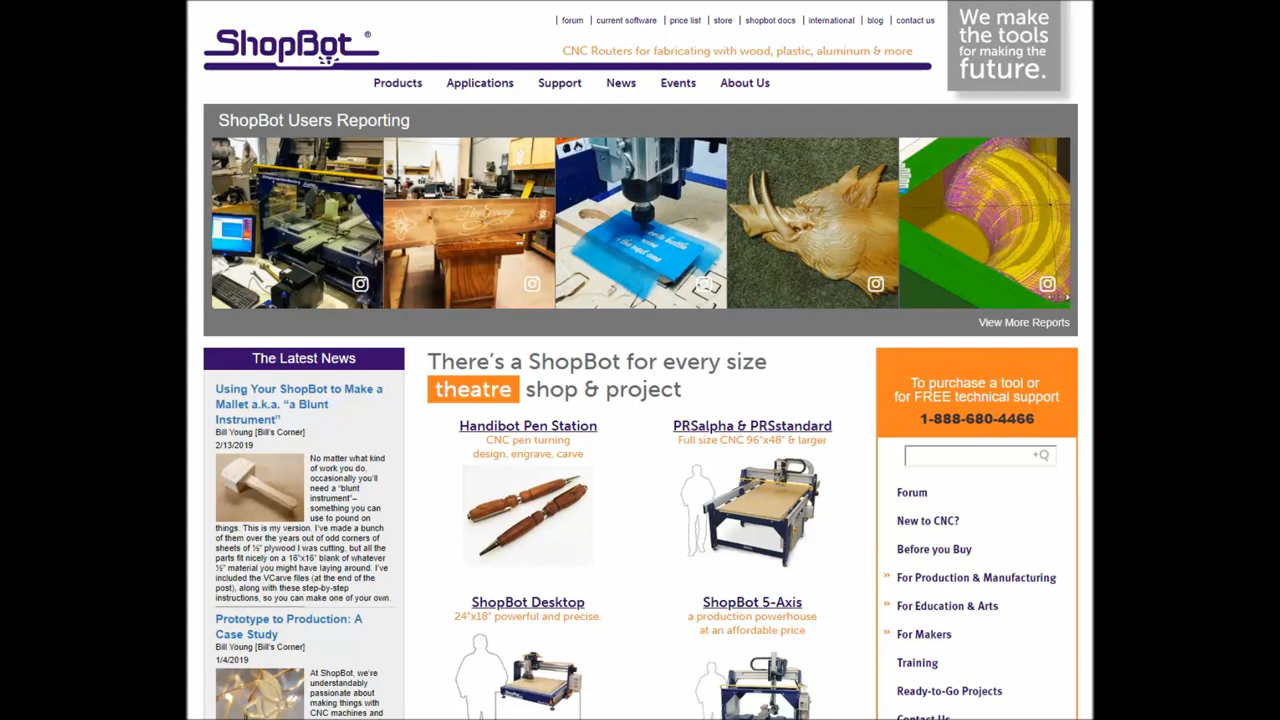 forum
current software
price list
store
shopbot docs
international
blog
contact us
We make
the tools
for making the
future.
ShopBot®
CNC Routers for fabricating with wood, plastic, aluminum & more
Products
Applications
Support
News
Events
About Us
ShopBot Users Reporting
View More Reports
The Latest News
Using Your ShopBot to Make a
Mallet a.k.a. “a Blunt
Instrument”
Bill Young [Bill's Corner]
2/13/2019
No matter what kind
of work you do,
occasionally you'll
need a “blunt
instrument”–
something you can
use to pound on
things. This is my version. I've made a bunch
of them over the years out of odd corners of
sheets of ½” plywood I was cutting, but all the
parts fit nicely on a 16”x16” blank of whatever
½” material you might have laying around. I've
included the VCarve files (at the end of the
post), along with these step-by-step
instructions, so you can make one of your own.
Prototype to Production: A
Case Study
Bill Young [Bill's Corner]
1/4/2019
At ShopBot, we're
understandably
passionate about
making things with
CNC machines and
There's a ShopBot for every size
theatre shop & project
Handibot Pen Station
CNC pen turning
design, engrave, carve
PRSalpha & PRSstandard
Full size CNC 96”x48” & larger
ShopBot Desktop
24”x18” powerful and precise.
ShopBot 5-Axis
a production powerhouse
at an affordable price
To purchase a tool or
for FREE technical support
1-888-680-4466
Forum
New to CNC?
Before you Buy
» For Production & Manufacturing
» For Education & Arts
» For Makers
Training
Ready-to-Go Projects
Contact Us